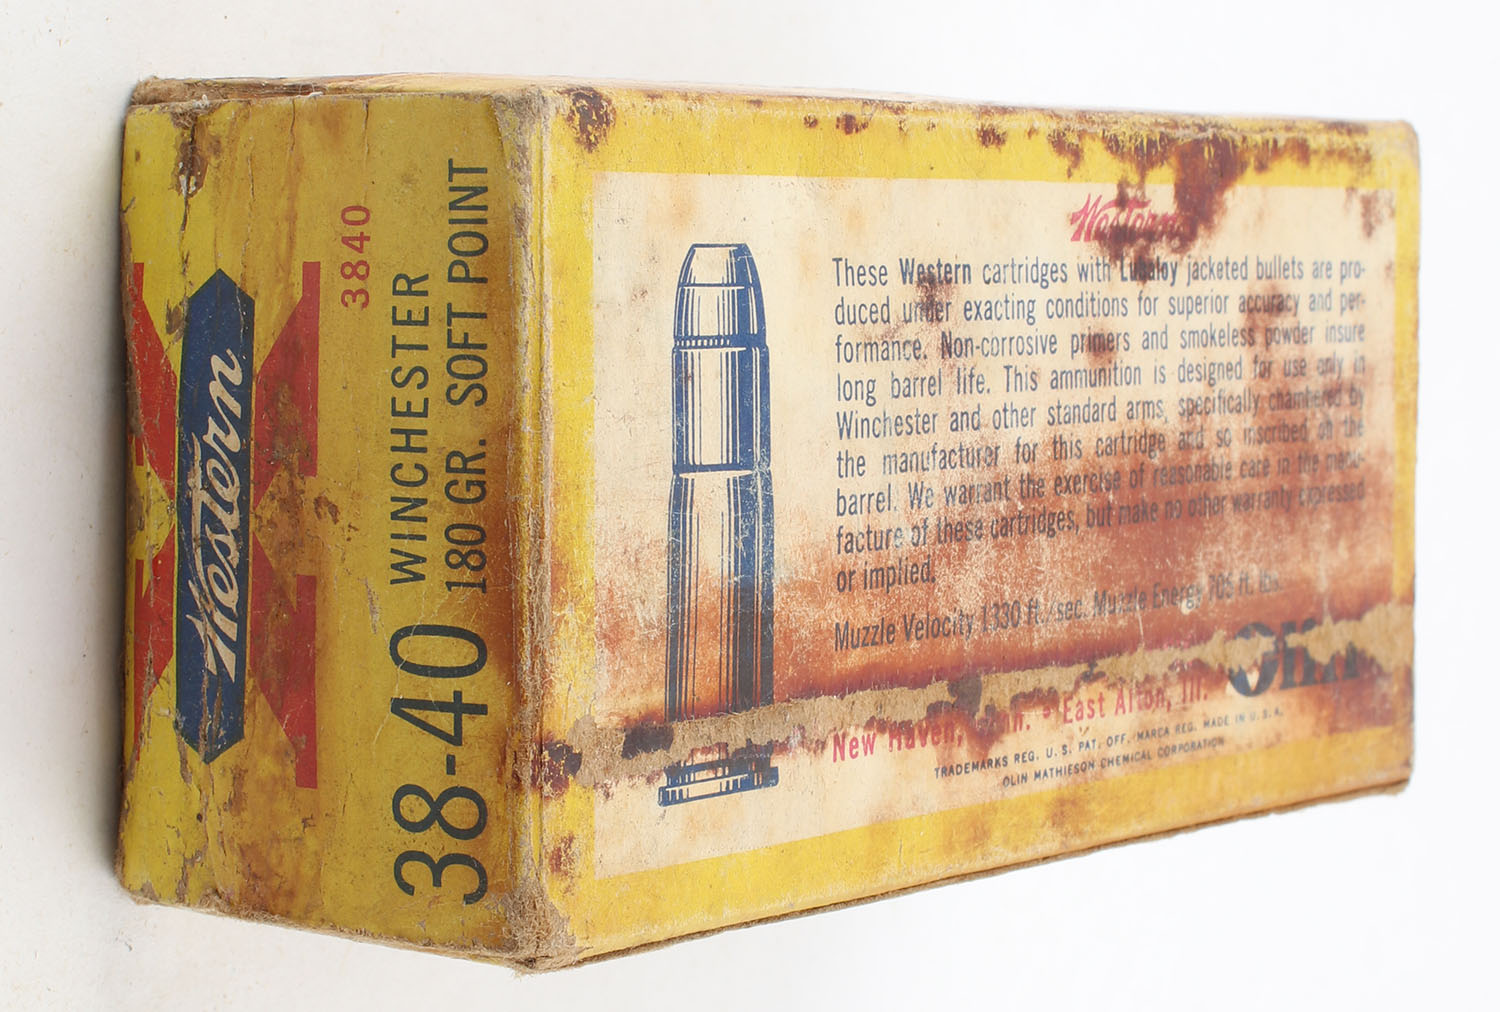 Western
3840
38-40 WINCHESTER
180 GR. SOFT POINT
Western
These Western cartridges with Lubaloy jacketed bullets are pro-
duced under exacting conditions for superior accuracy and per-
formance. Non-corrosive primers and smokeless powder insure
long barrel life. This ammunition is designed for use only in
Winchester and other standard arms, specifically chambered by
the manufacturer for this cartridge and so inscribed on the
barrel. We warrant the exercise of reasonable care in the manu-
facture of these cartridges, but make no other warranty expressed
or implied.
Muzzle Velocity 1330 ft./sec. Muzzle Energy 705 ft. lbs.
New Haven, Conn. • East Alton, Ill. Olin
TRADEMARKS REG. U.S. PAT. OFF. MARCA REG. MADE IN U.S.A.
OLIN MATHIESON CHEMICAL CORPORATION